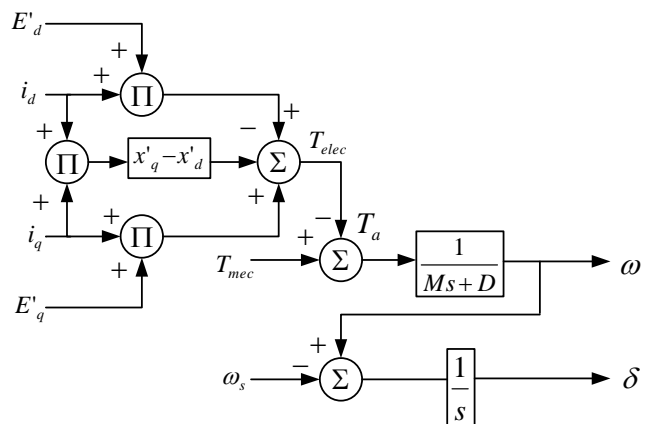 E'd
+
id + Π +
+ −
Π x'q − x'd Σ Telec
+ +
iq + Π − Ta
+ + 1
Tmec Σ Ms + D ω
E'q
+
ωs − Σ 1 δ
s